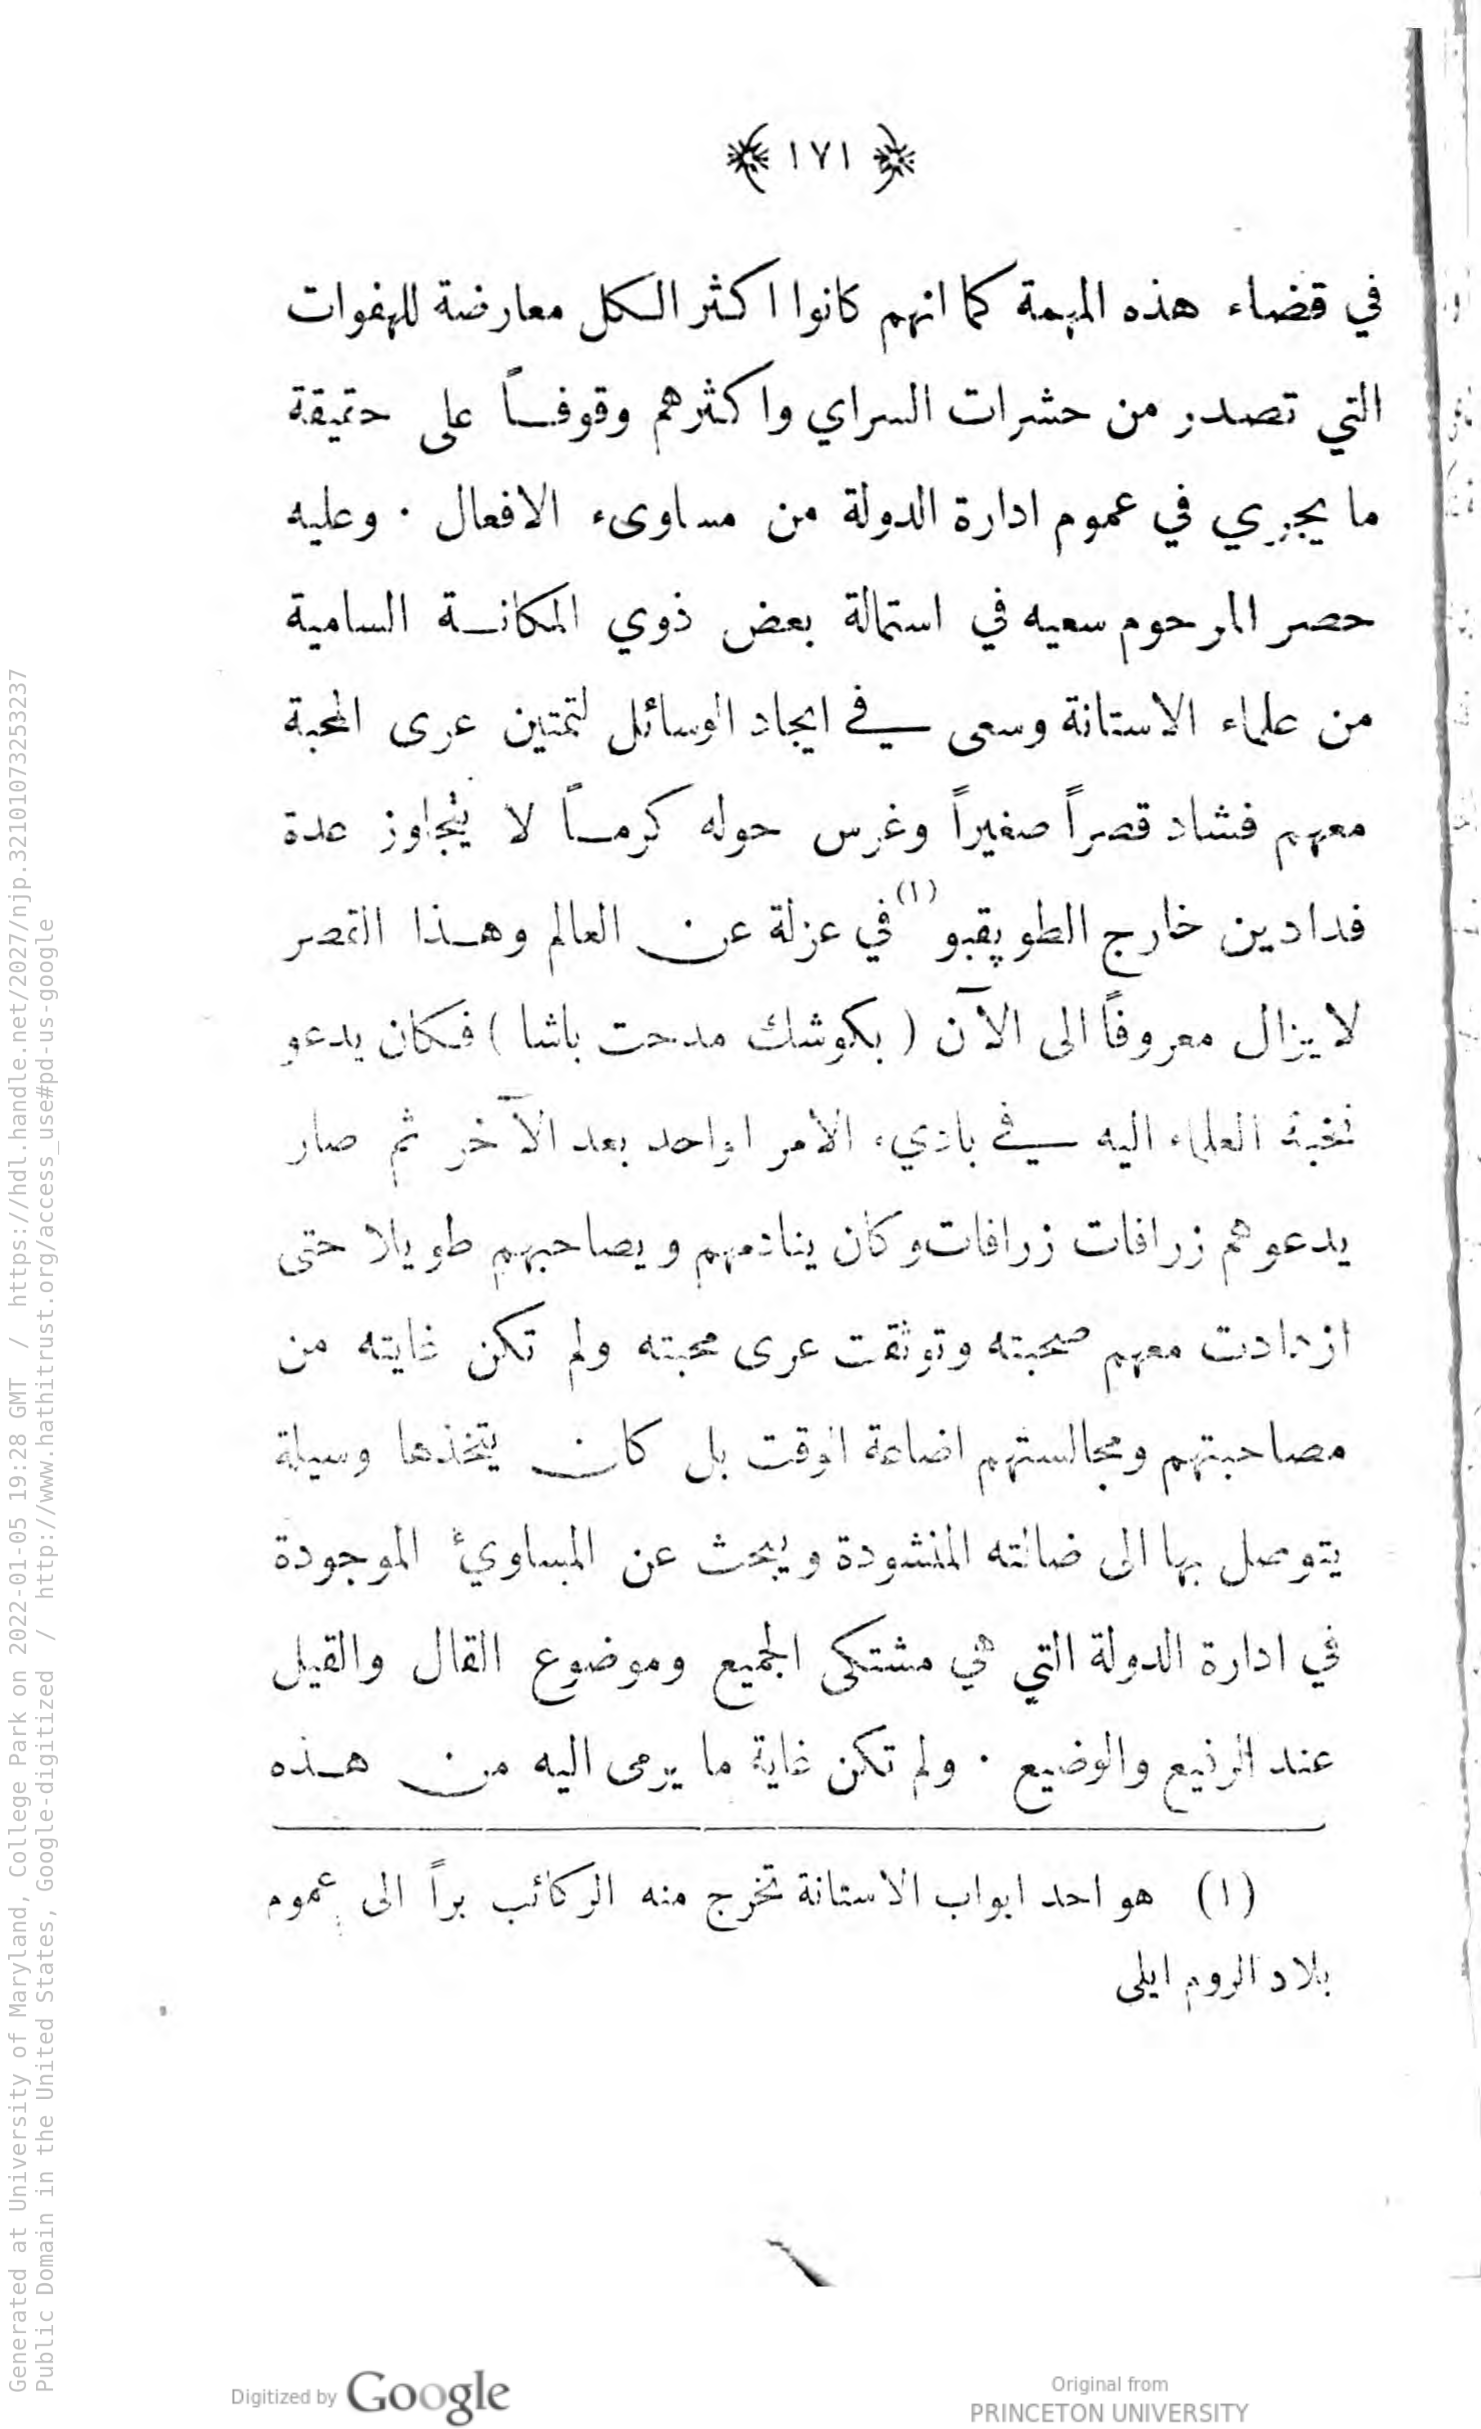 ﴿ ١٧١ ﴾
في قضاء هذه المهمة كما انهم كانوا اكثر الكل معارضة للهفوات
التي تصدر من حشرات السراي واكثرهم وقوفاً على حقيقة
ما يجري في عموم ادارة الدولة من مساوىء الافعال · وعليه
حصر المرحوم سعيه في استمالة بعض ذوي المكانة السامية
من علماء الاستانة وسعى في ايجاد الوسائل لتمتين عرى المحبة
معهم فشاد قصراً صغيراً وغرس حوله كرماً لا يتجاوز عدة
فدادين خارج الطوپقبو (١) في عزلة عن العالم وهذا القصر
لا يزال معروفاً الى الآن ( بكوشك مدحت باشا ) فكان يدعو
نخبة العلماء اليه في باديء الامر الواحد بعد الآخر ثم صار
يدعوهم زرافات زرافات وكان ينادمهم ويصاحبهم طويلا حتى
ازدادت معهم صحبته وتوثقت عرى محبته ولم تكن غايته من
مصاحبتهم ومجالستهم اضاعة الوقت بل كان يتخذها وسيلة
يتوصل بها الى ضالته المنشودة ويبحث عن المساويْ الموجودة
في ادارة الدولة التي هي مشتكى الجميع وموضوع القال والقيل
عند الرفيع والوضيع · ولم تكن غاية ما يرمى اليه من هذه
(١) هو احد ابواب الاستانة تخرج منه الركائب براً الى عموم
بلاد الروم ايلى
Generated at University of Maryland, College Park on 2022-01-05 19:28 GMT / https://hdl.handle.net/2027/njp.32101073253237
Public Domain in the United States, Google-digitized / http://www.hathitrust.org/access_use#pd-us-google
Digitized by Google
Original from
PRINCETON UNIVERSITY